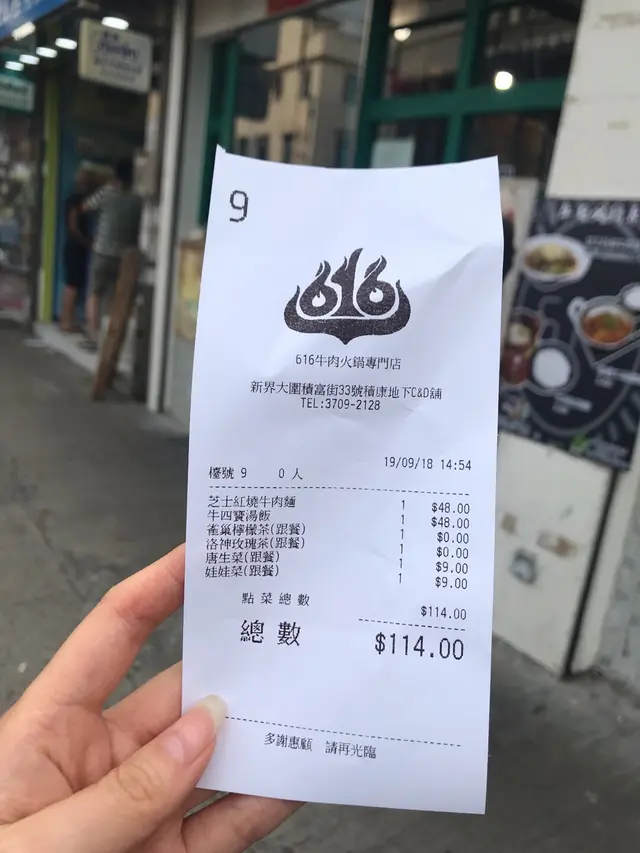 9
616
616牛肉火鍋專門店
新界大圍積富街33號積康地下C&D舖
TEL:3709-2128
19/09/18 14:54
檯號 9 0 人
芝士紅燒牛肉麵 1 $48.00
牛四寶湯飯 1 $48.00
雀巢檸檬茶(跟餐) 1 $0.00
洛神玫瑰茶(跟餐) 1 $0.00
唐生菜(跟餐) 1 $9.00
娃娃菜(跟餐) 1 $9.00
點菜總數 $114.00
總數 $114.00
多謝惠顧 請再光臨